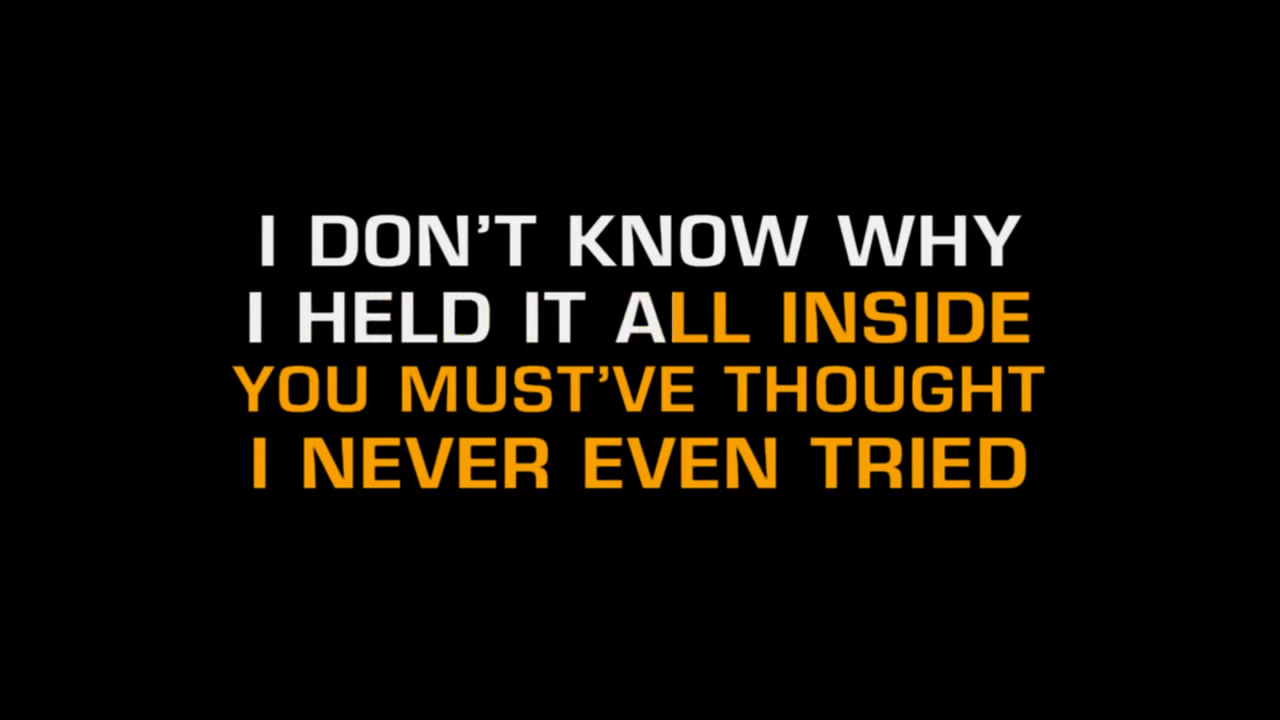 I DON'T KNOW WHY
I HELD IT ALL INSIDE
YOU MUST'VE THOUGHT
I NEVER EVEN TRIED